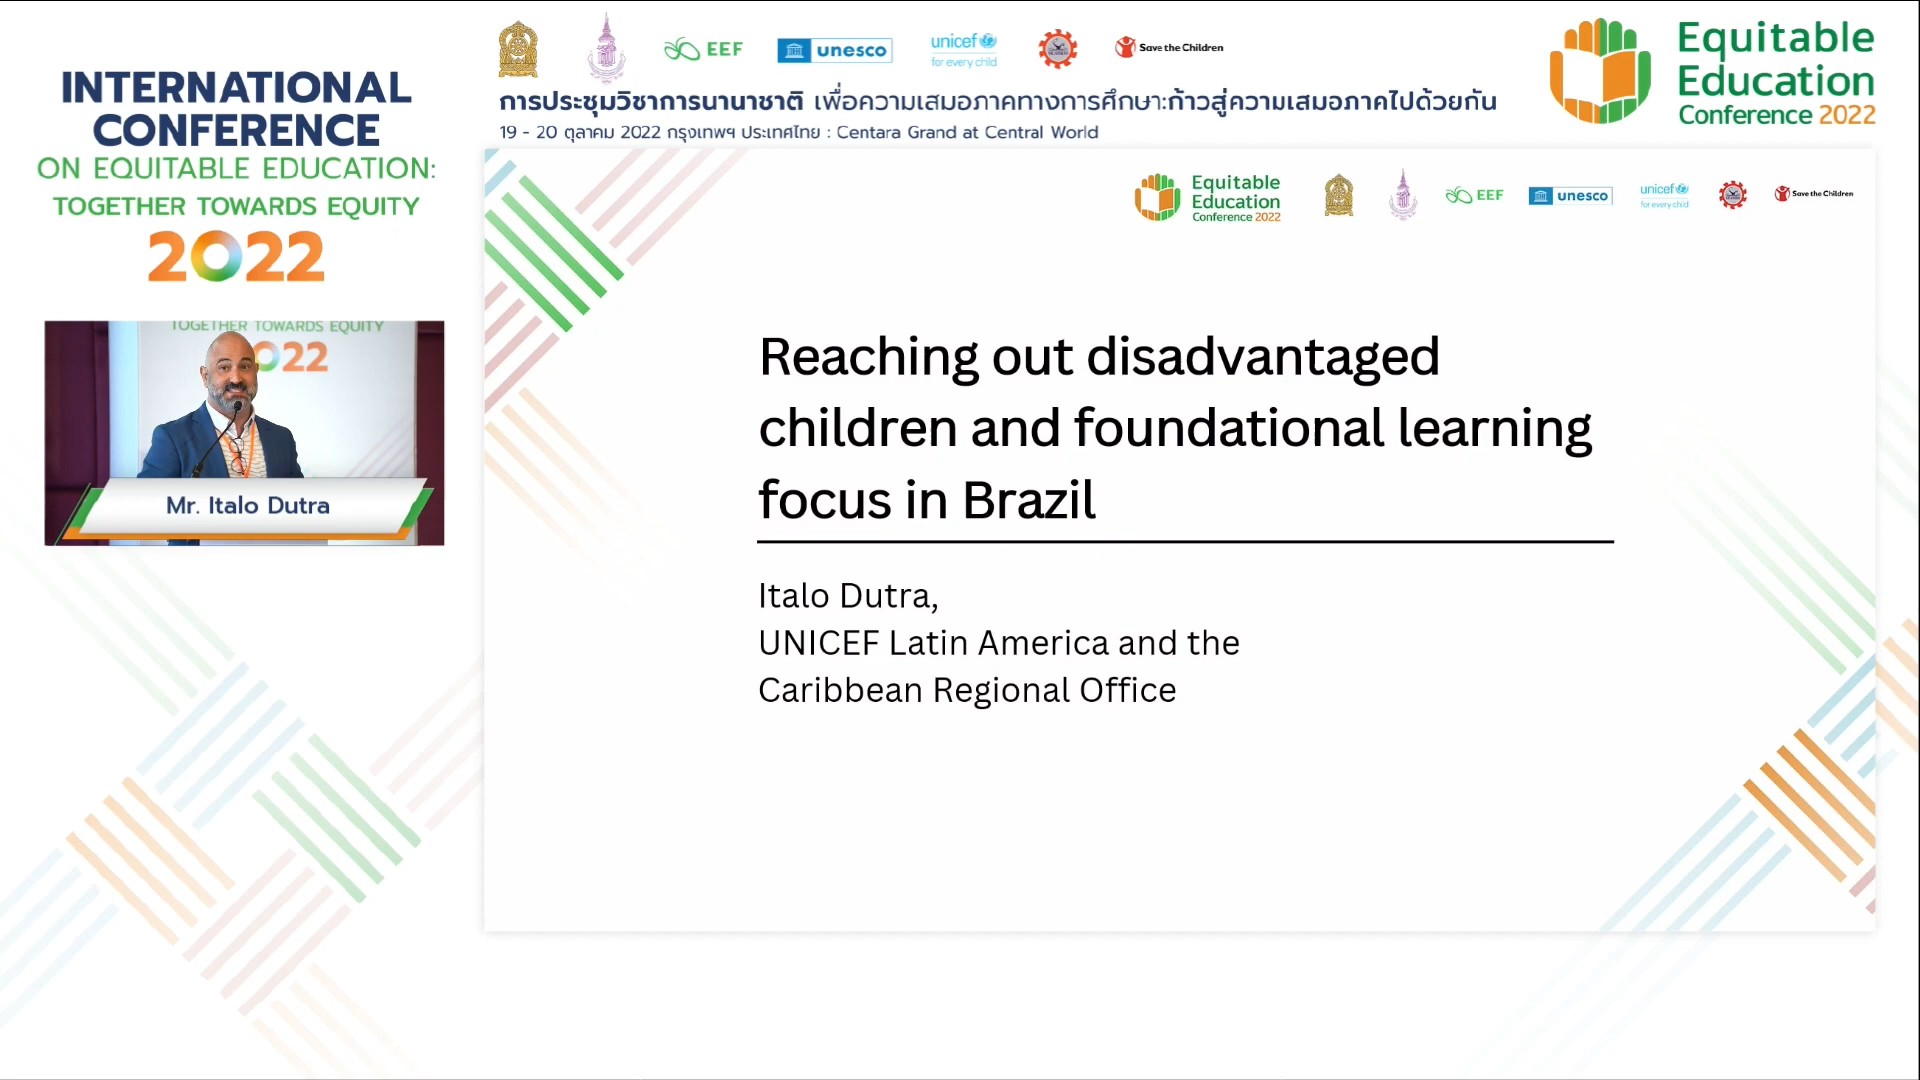 INTERNATIONAL
CONFERENCE
ON EQUITABLE EDUCATION:
TOGETHER TOWARDS EQUITY
2022
EEF
unesco
unicef
for every child
Save the Children
การประชุมวิชาการนานาชาติ เพื่อความเสมอภาคทางการศึกษา:ก้าวสู่ความเสมอภาคไปด้วยกัน
19 - 20 ตุลาคม 2022 กรุงเทพฯ ประเทศไทย : Centara Grand at Central World
Equitable
Education
Conference 2022
TOGETHER TOWARDS EQUITY
2022
Mr. Italo Dutra
Equitable
Education
Conference 2022
EEF
unesco
unicef
for every child
Save the Children
Reaching out disadvantaged
children and foundational learning
focus in Brazil
Italo Dutra,
UNICEF Latin America and the
Caribbean Regional Office